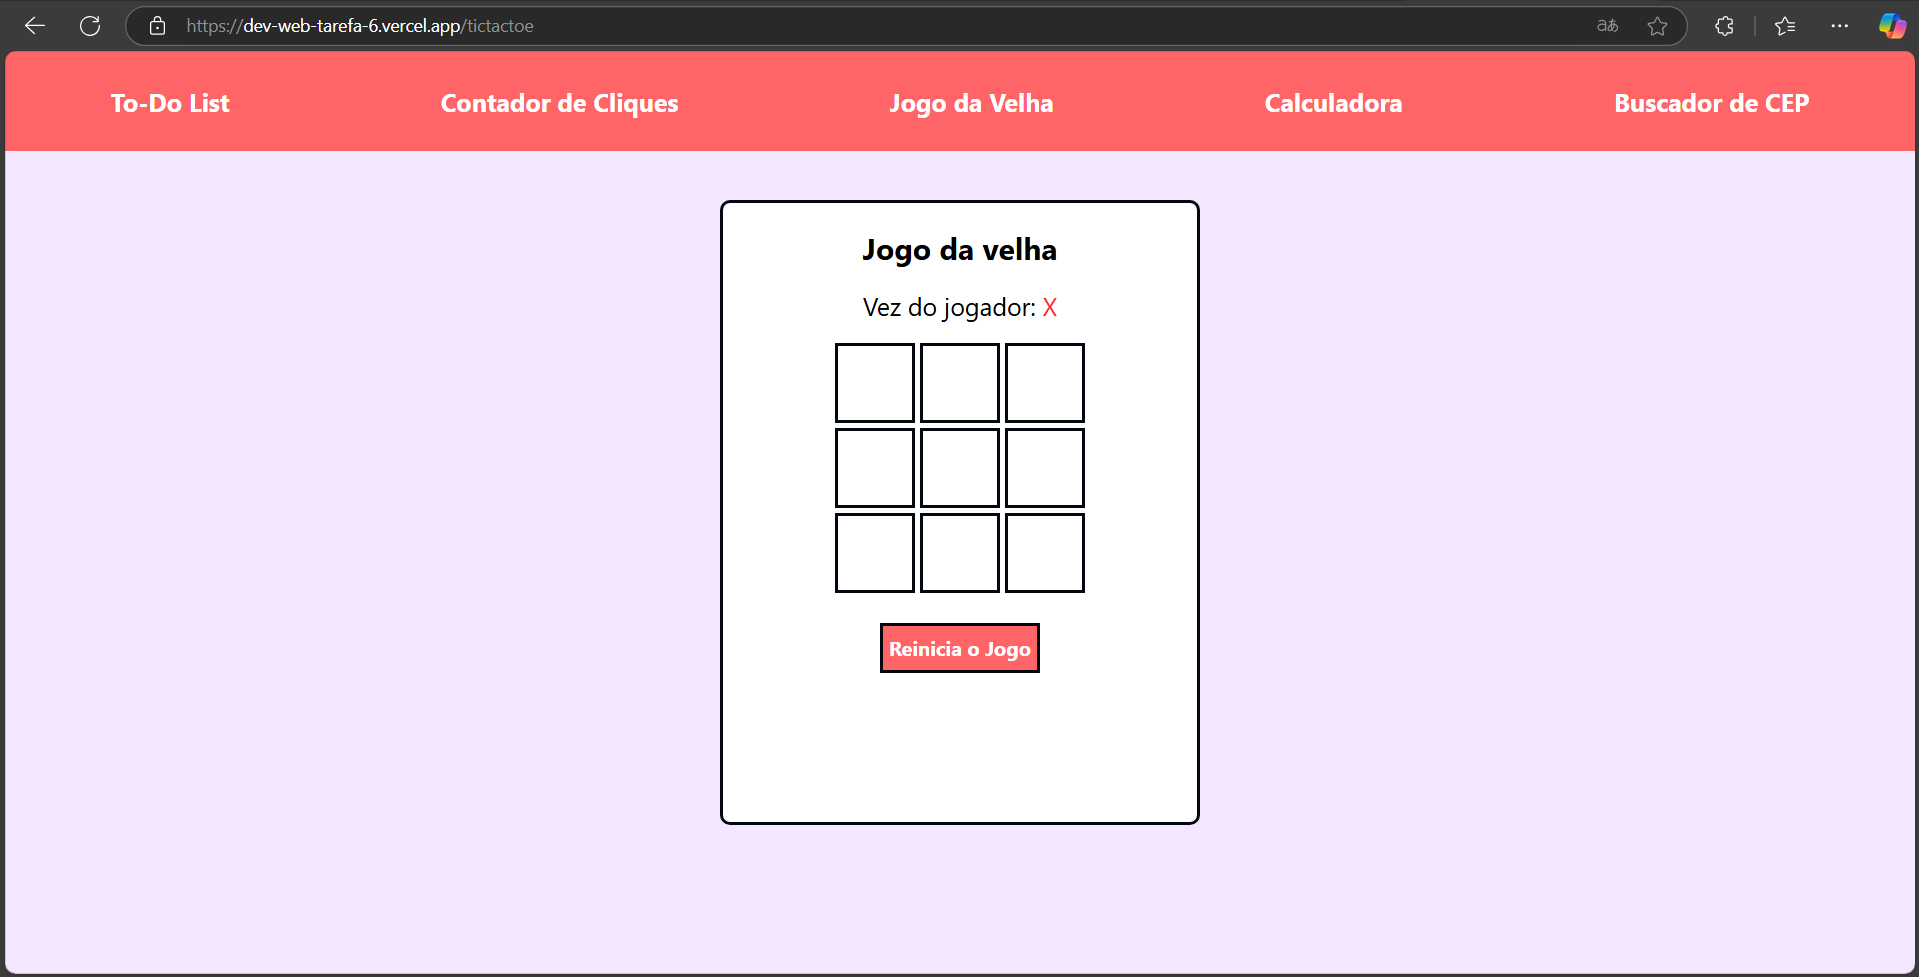 https://dev-web-tarefa-6.vercel.app/tictactoe
To-Do List Contador de Cliques Jogo da Velha Calculadora Buscador de CEP
Jogo da velha
Vez do jogador: X
Reinicia o Jogo